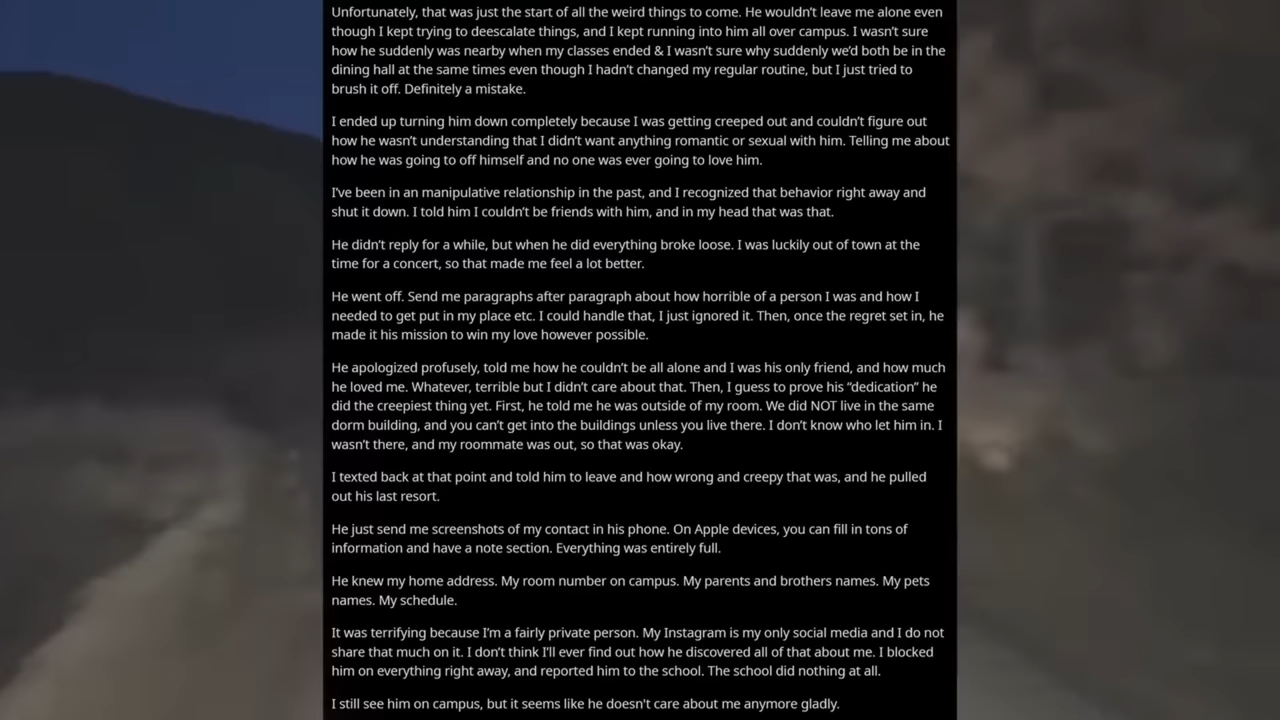 Unfortunately, that was just the start of all the weird things to come. He wouldn’t leave me alone even
though I kept trying to deescalate things, and I kept running into him all over campus. I wasn’t sure
how he suddenly was nearby when my classes ended & I wasn’t sure why suddenly we’d both be in the
dining hall at the same times even though I hadn’t changed my regular routine, but I just tried to
brush it off. Definitely a mistake.
I ended up turning him down completely because I was getting creeped out and couldn’t figure out
how he wasn’t understanding that I didn’t want anything romantic or sexual with him. Telling me about
how he was going to off himself and no one was ever going to love him.
I’ve been in an manipulative relationship in the past, and I recognized that behavior right away and
shut it down. I told him I couldn’t be friends with him, and in my head that was that.
He didn’t reply for a while, but when he did everything broke loose. I was luckily out of town at the
time for a concert, so that made me feel a lot better.
He went off. Send me paragraphs after paragraph about how horrible of a person I was and how I
needed to get put in my place etc. I could handle that, I just ignored it. Then, once the regret set in, he
made it his mission to win my love however possible.
He apologized profusely, told me how he couldn’t be all alone and I was his only friend, and how much
he loved me. Whatever, terrible but I didn’t care about that. Then, I guess to prove his “dedication” he
did the creepiest thing yet. First, he told me he was outside of my room. We did NOT live in the same
dorm building, and you can’t get into the buildings unless you live there. I don’t know who let him in. I
wasn’t there, and my roommate was out, so that was okay.
I texted back at that point and told him to leave and how wrong and creepy that was, and he pulled
out his last resort.
He just send me screenshots of my contact in his phone. On Apple devices, you can fill in tons of
information and have a note section. Everything was entirely full.
He knew my home address. My room number on campus. My parents and brothers names. My pets
names. My schedule.
It was terrifying because I’m a fairly private person. My Instagram is my only social media and I do not
share that much on it. I don’t think I’ll ever find out how he discovered all of that about me. I blocked
him on everything right away, and reported him to the school. The school did nothing at all.
I still see him on campus, but it seems like he doesn't care about me anymore gladly.